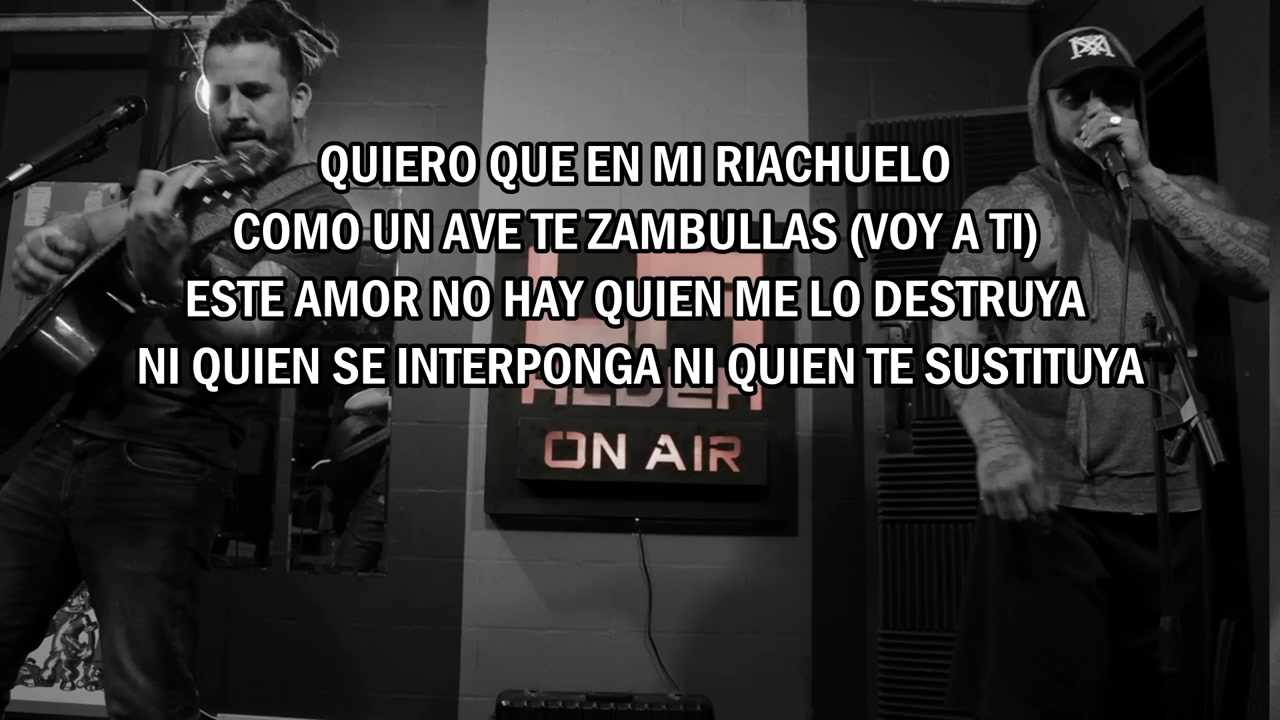 QUIERO QUE EN MI RIACHUELO
COMO UN AVE TE ZAMBULLAS (VOY A TI)
ESTE AMOR NO HAY QUIEN ME LO DESTRUYA
NI QUIEN SE INTERPONGA NI QUIEN TE SUSTITUYA
ON AIR